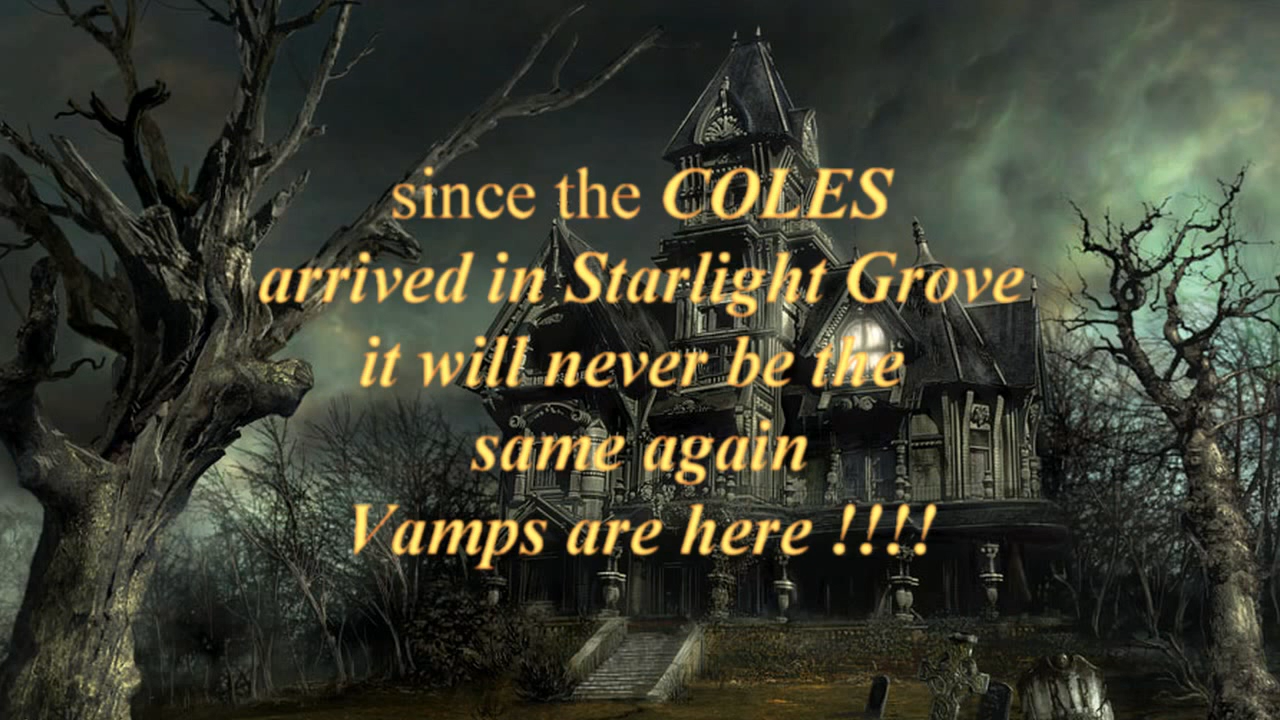 since the COLES
arrived in Starlight Grove
it will never be the
same again
Vamps are here !!!!